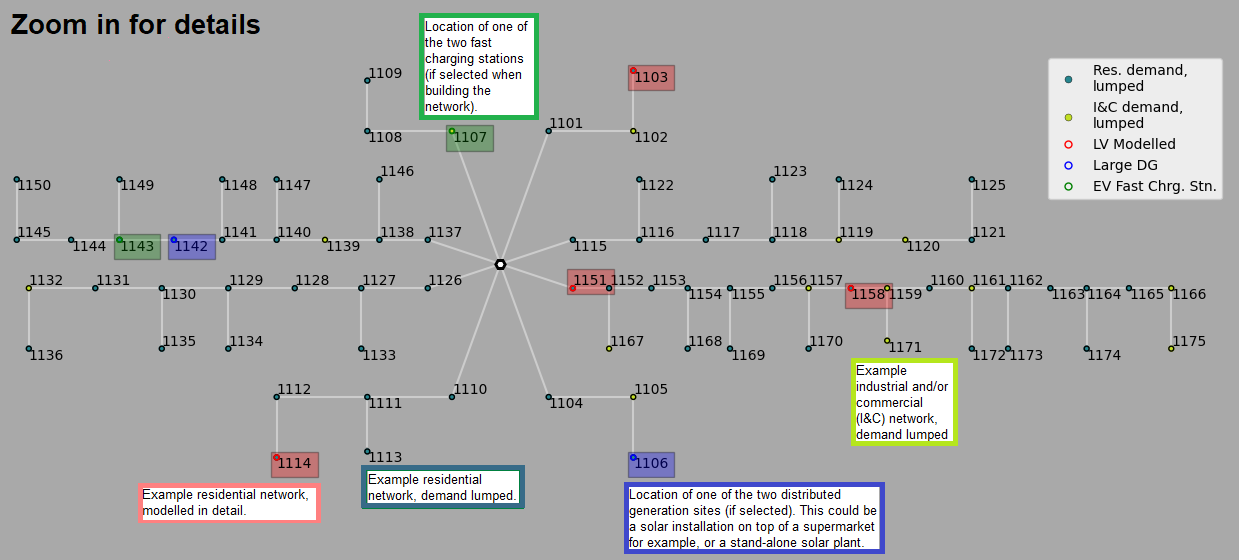 Zoom in for details
Location of one of
the two fast
charging stations
(if selected when
building the
network).
1109
1103
Res. demand,
lumped
I&C demand,
lumped
LV Modelled
Large DG
EV Fast Chrg. Stn.
1108
1107
1101
1102
1150
1149
1148
1147
1146
1122
1123
1124
1125
1145
1144
1143
1142
1141
1140
1139
1138
1137
1115
1116
1117
1118
1119
1120
1121
1132
1131
1130
1129
1128
1127
1126
1151
1152
1153
1154
1155
1156
1157
1158
1159
1160
1161
1162
1163
1164
1165
1166
1136
1135
1134
1133
1167
1168
1169
1170
1171
1172
1173
1174
1175
Example
industrial and/or
commercial
(I&C) network,
demand lumped
1112
1111
1110
1104
1105
1114
1113
1106
Example residential network,
modelled in detail.
Example residential
network, demand lumped.
Location of one of the two distributed
generation sites (if selected). This could be
a solar installation on top of a supermarket
for example, or a stand-alone solar plant.